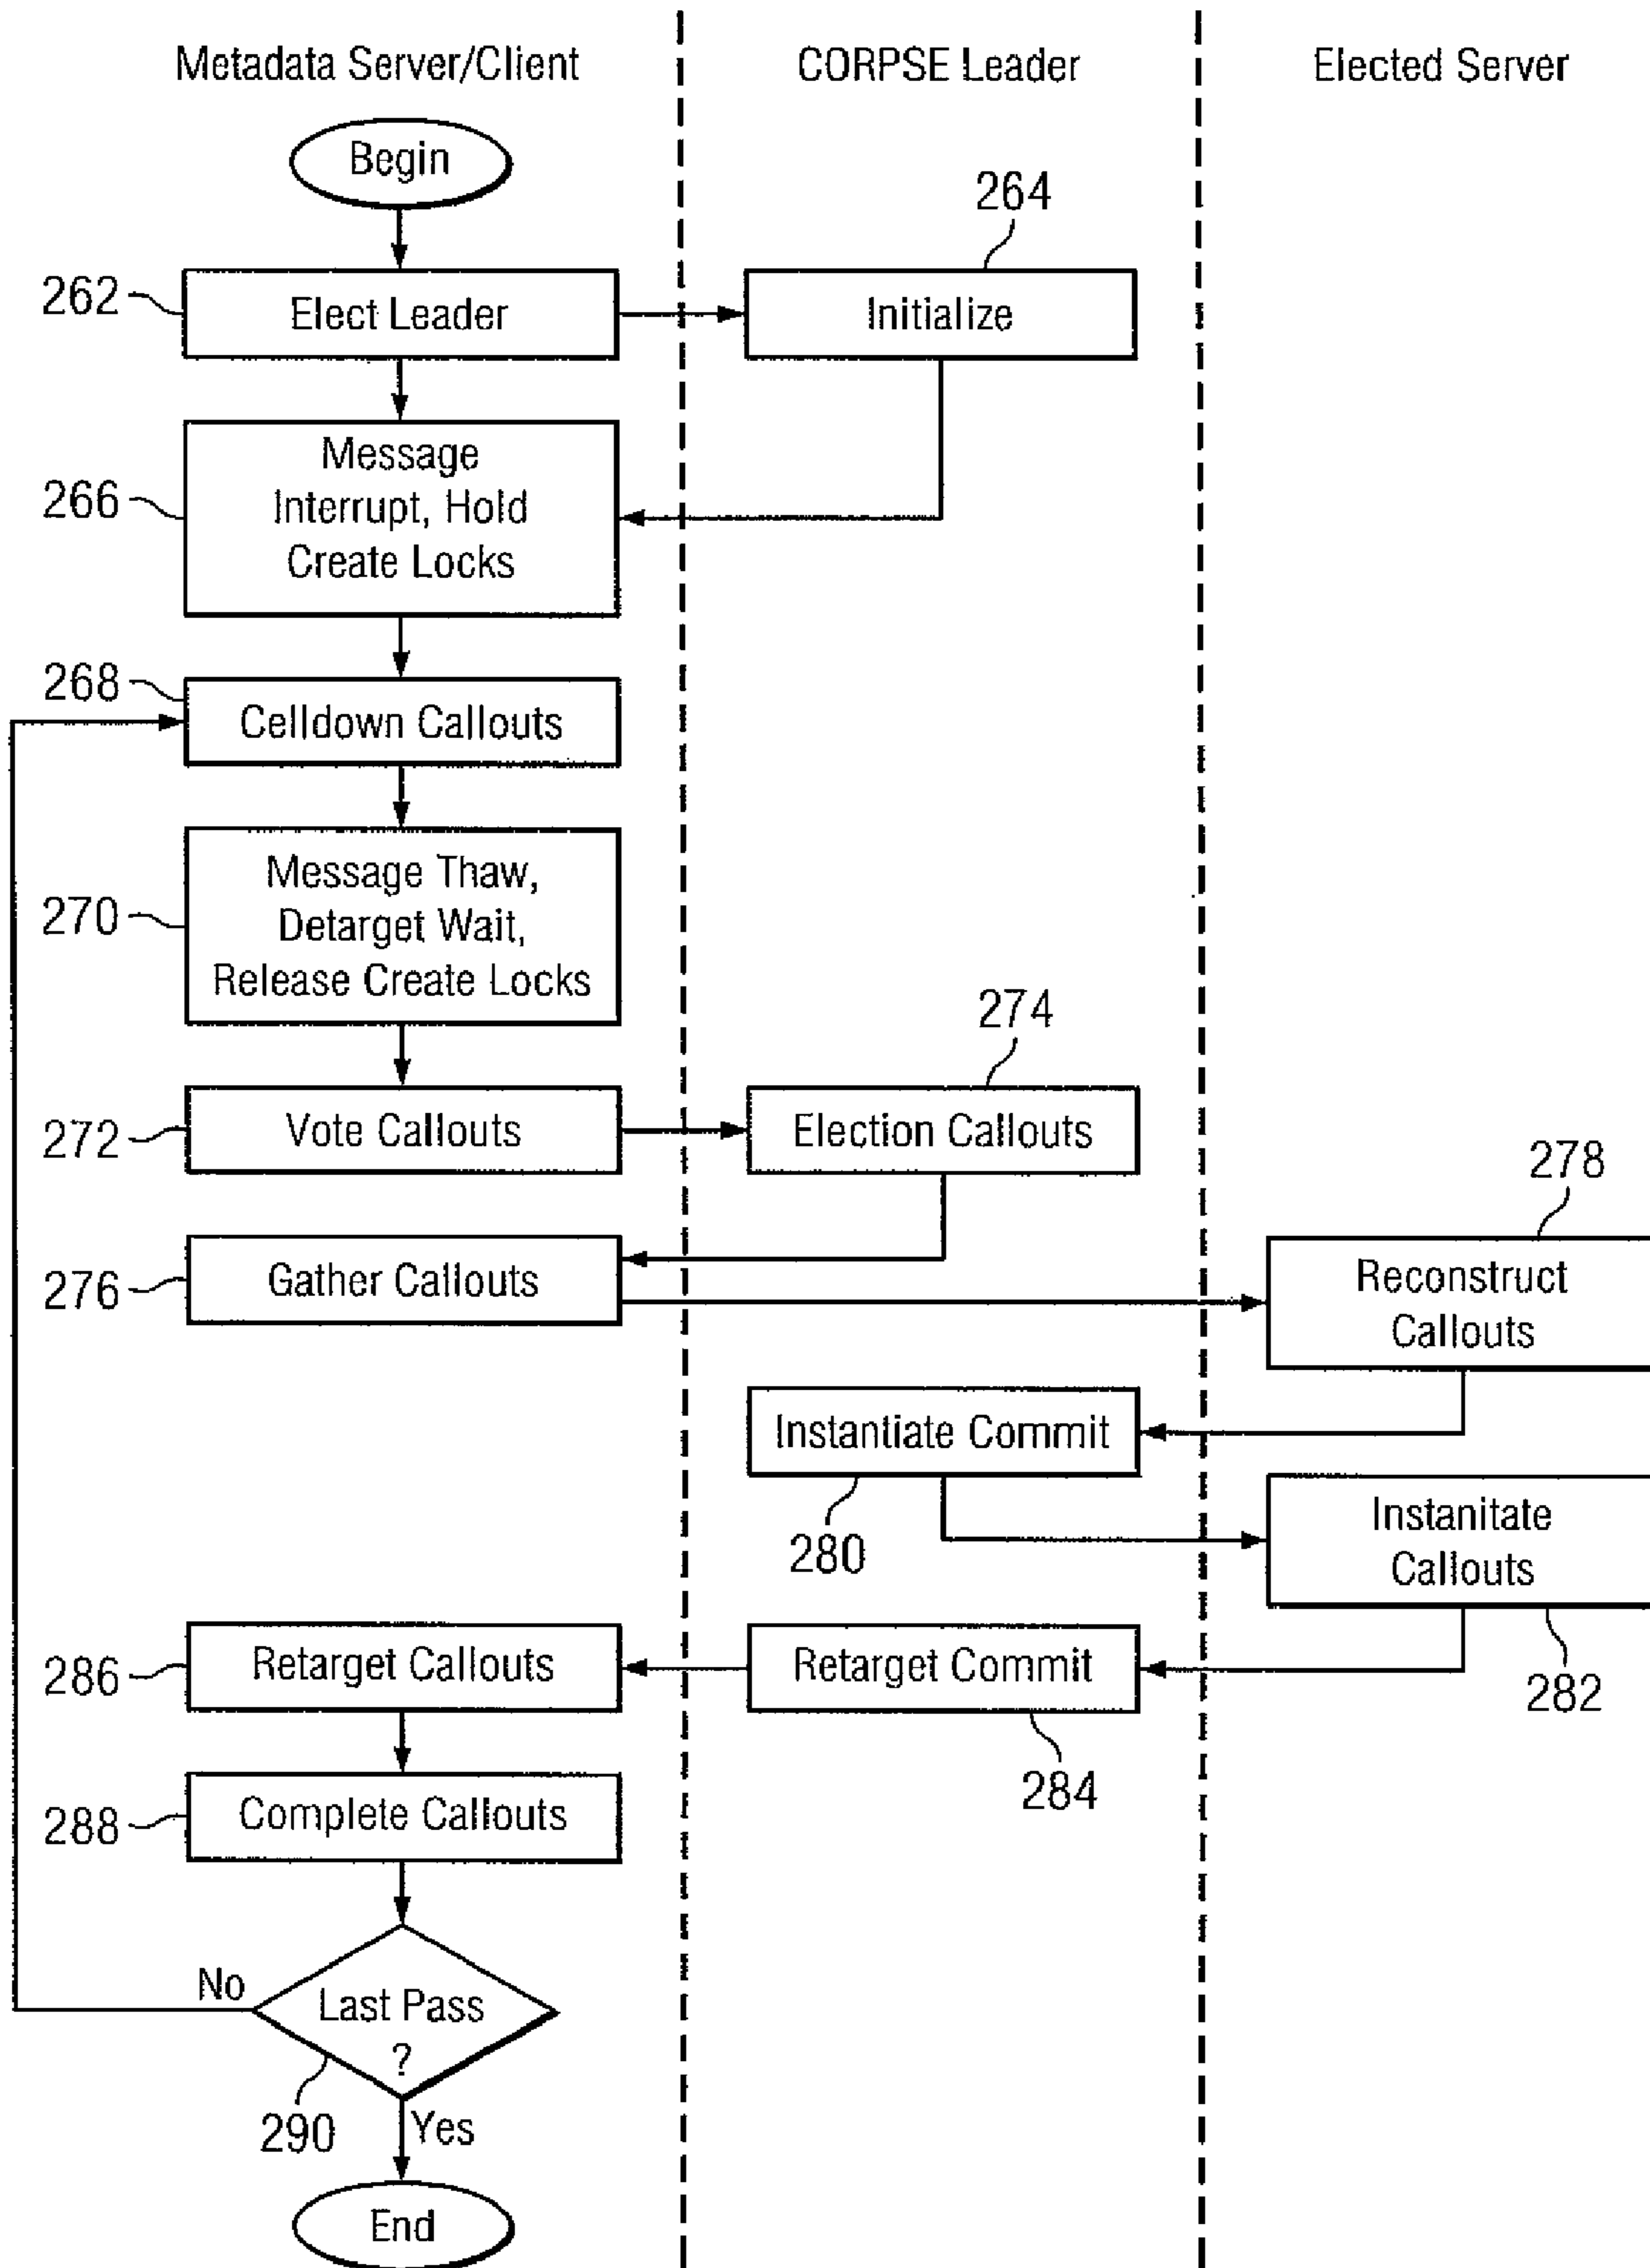 Metadata Server/Client
CORPSE Leader
Elected Server
Begin
264
262
Elect Leader
Initialize
266
Message
Interrupt, Hold
Create Locks
268
Celldown Callouts
270
Message Thaw,
Detarget Wait,
Release Create Locks
274
272
Vote Callouts
Election Callouts
278
276
Gather Callouts
Reconstruct
Callouts
Instantiate Commit
280
Instanitate
Callouts
282
286
Retarget Callouts
Retarget Commit
284
288
Complete Callouts
No
Last Pass
?
290
Yes
End